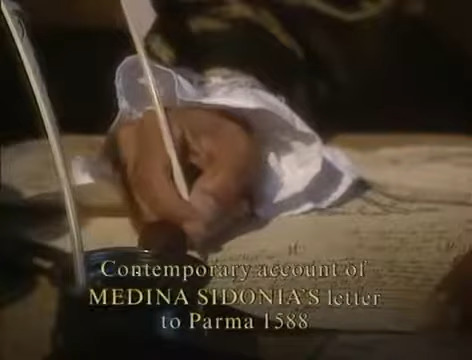 Contemporary account of
MEDINA SIDONIA'S letter
to Parma 1588